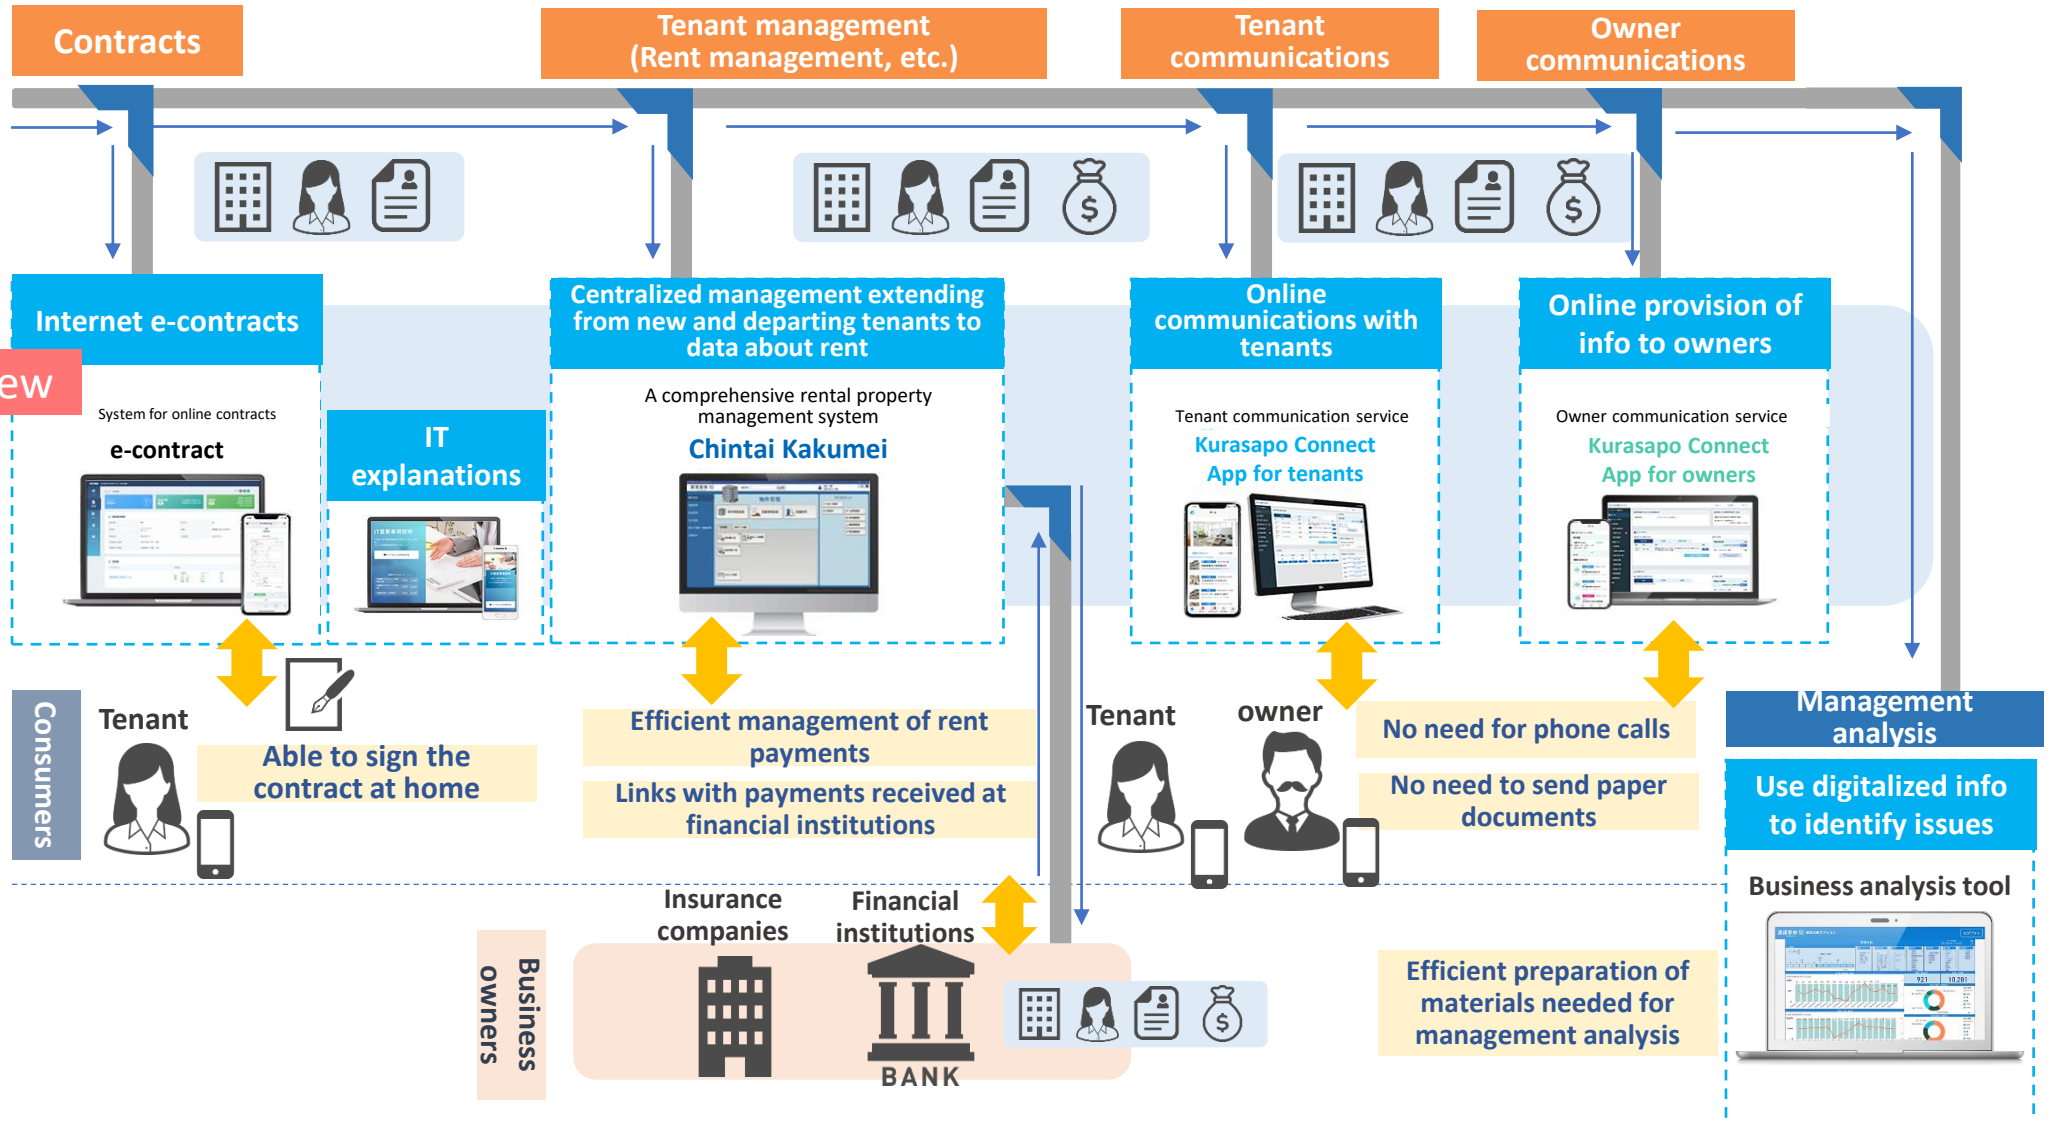 Contracts
Tenant management
(Rent management, etc.)
Tenant
communications
Owner
communications
Internet e-contracts
Centralized management extending
from new and departing tenants to
data about rent
Online
communications with
tenants
Online provision of
info to owners
ew
System for online contracts
e-contract
IT
explanations
A comprehensive rental property
management system
Chintai Kakumei
Tenant communication service
Kurasapo Connect
App for tenants
Owner communication service
Kurasapo Connect
App for owners
Consumers
Tenant
Able to sign the
contract at home
Efficient management of rent
payments
Links with payments received at
financial institutions
Tenant
owner
No need for phone calls
No need to send paper
documents
Management
analysis
Use digitalized info
to identify issues
Business analysis tool
921
10,281
Business
owners
Insurance
companies
Financial
institutions
BANK
Efficient preparation of
materials needed for
management analysis